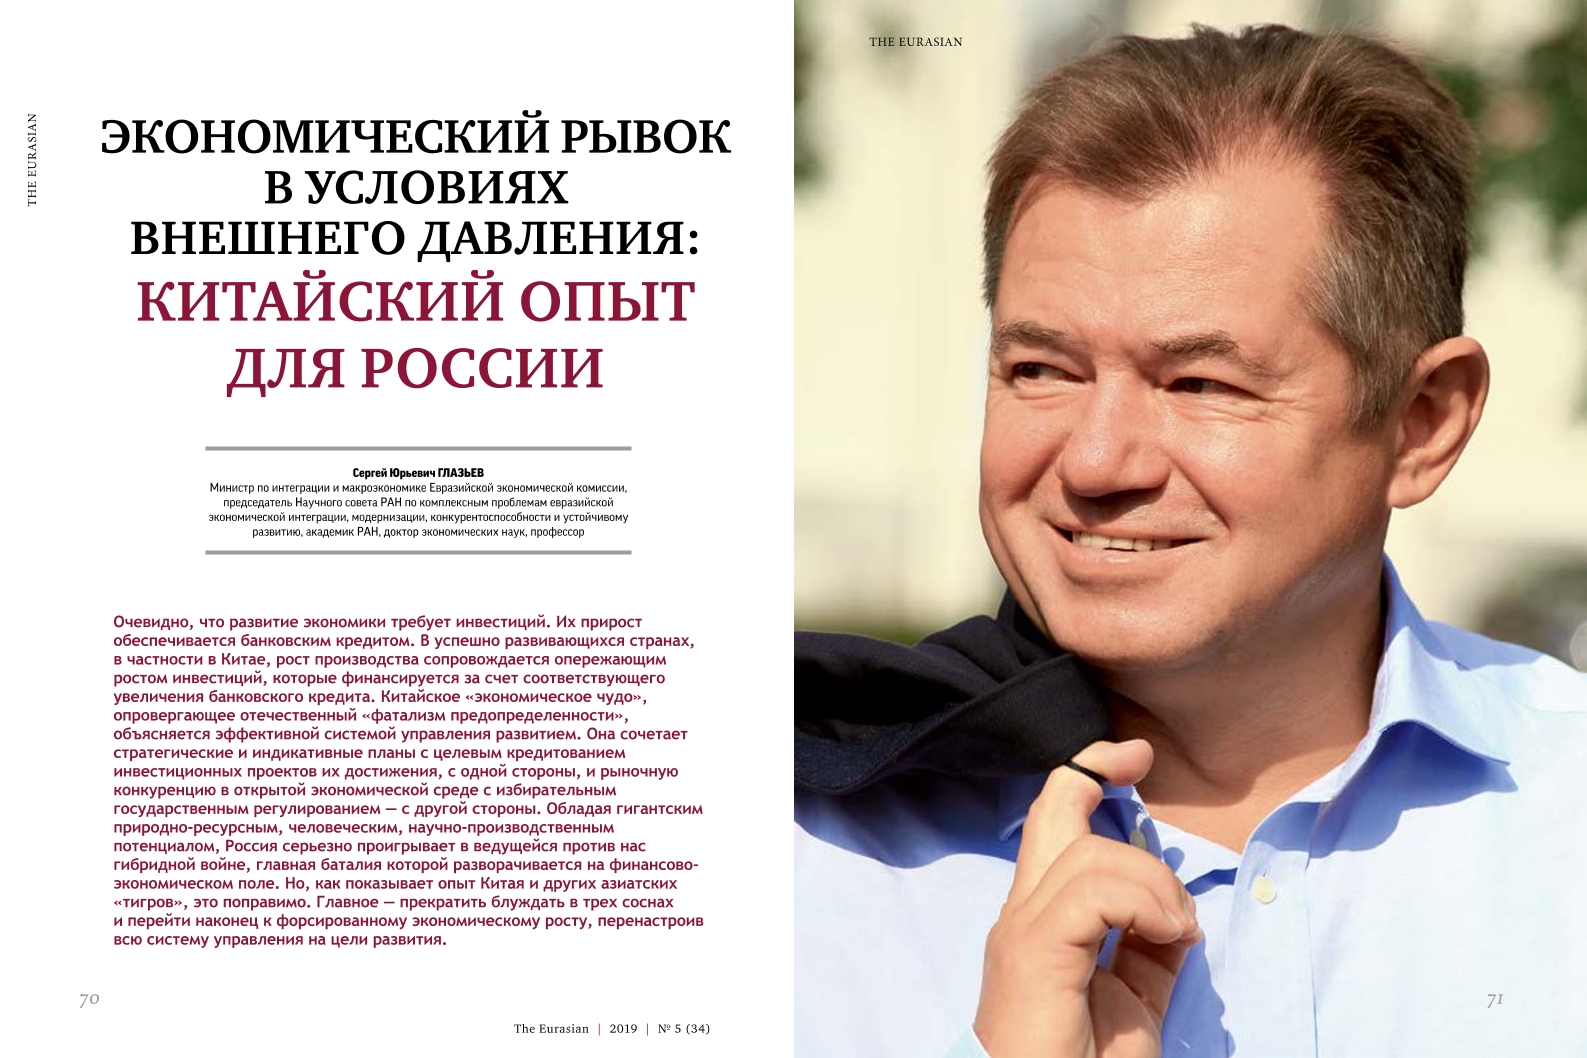 THE EURASIAN
ЭКОНОМИЧЕСКИЙ РЫВОК
В УСЛОВИЯХ
ВНЕШНЕГО ДАВЛЕНИЯ:
КИТАЙСКИЙ ОПЫТ
ДЛЯ РОССИИ
Сергей Юрьевич ГЛАЗЬЕВ
Министр по интеграции и макроэкономике Евразийской экономической комиссии,
председатель Научного совета РАН по комплексным проблемам евразийской
экономической интеграции, модернизации, конкурентоспособности и устойчивому
развитию, академик РАН, доктор экономических наук, профессор
Очевидно, что развитие экономики требует инвестиций. Их прирост
обеспечивается банковским кредитом. В успешно развивающихся странах,
в частности в Китае, рост производства сопровождается опережающим
ростом инвестиций, которые финансируется за счет соответствующего
увеличения банковского кредита. Китайское «экономическое чудо»,
опровергающее отечественный «фатализм предопределенности»,
объясняется эффективной системой управления развитием. Она сочетает
стратегические и индикативные планы с целевым кредитованием
инвестиционных проектов их достижения, с одной стороны, и рыночную
конкуренцию в открытой экономической среде с избирательным
государственным регулированием — с другой стороны. Обладая гигантским
природно-ресурсным, человеческим, научно-производственным
потенциалом, Россия серьезно проигрывает в ведущейся против нас
гибридной войне, главная баталия которой разворачивается на финансово-
экономическом поле. Но, как показывает опыт Китая и других азиатских
«тигров», это поправимо. Главное — прекратить блуждать в трех соснах
и перейти наконец к форсированному экономическому росту, перенастроив
всю систему управления на цели развития.
70
The Eurasian | 2019 | № 5 (34)
THE EURASIAN
71